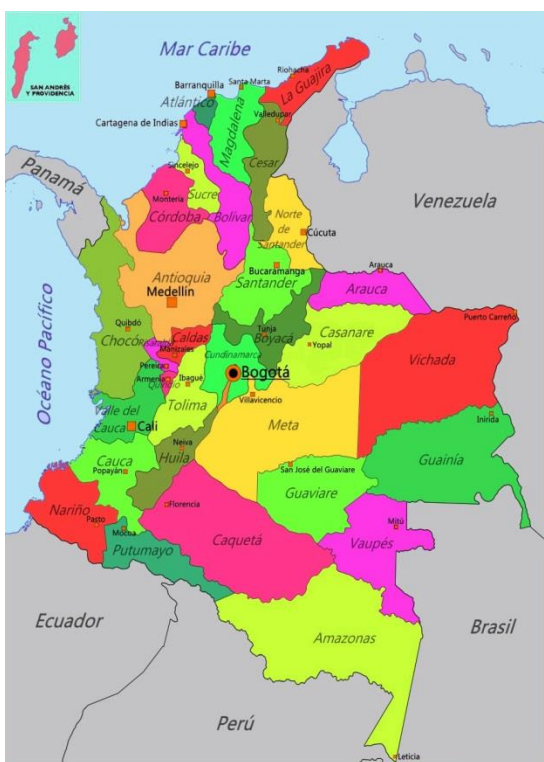 Mar Caribe
SAN ANDRÉS
Y PROVIDENCIA
Riohacha
La Guajira
Santa Marta
Barranquilla
Atlántico
Cartagena de Indias
Magdalena
Valledupar
Cesar
Panamá
Venezuela
Sincelejo
Sucre
Montería
Córdoba
Bolívar
Norte
de
Santander
Cúcuta
Bucaramanga
Santander
Arauca
Arauca
Antioquia
Medellín
Océano Pacífico
Quibdó
Chocó
Caldas
Manizales
Pereira
Armenia
Quindío
Tunja
Boyacá
Yopal
Casanare
Puerto Carreño
Vichada
Cundinamarca
Bogotá
Ibagué
Tolima
Villavicencio
Meta
Valle del
Cauca
Cali
Inírida
Guainía
Neiva
Huila
Cauca
Popayán
San José del Guaviare
Guaviare
Nariño
Pasto
Florencia
Mocoa
Putumayo
Caquetá
Mitú
Vaupés
Ecuador
Amazonas
Brasil
Perú
Leticia